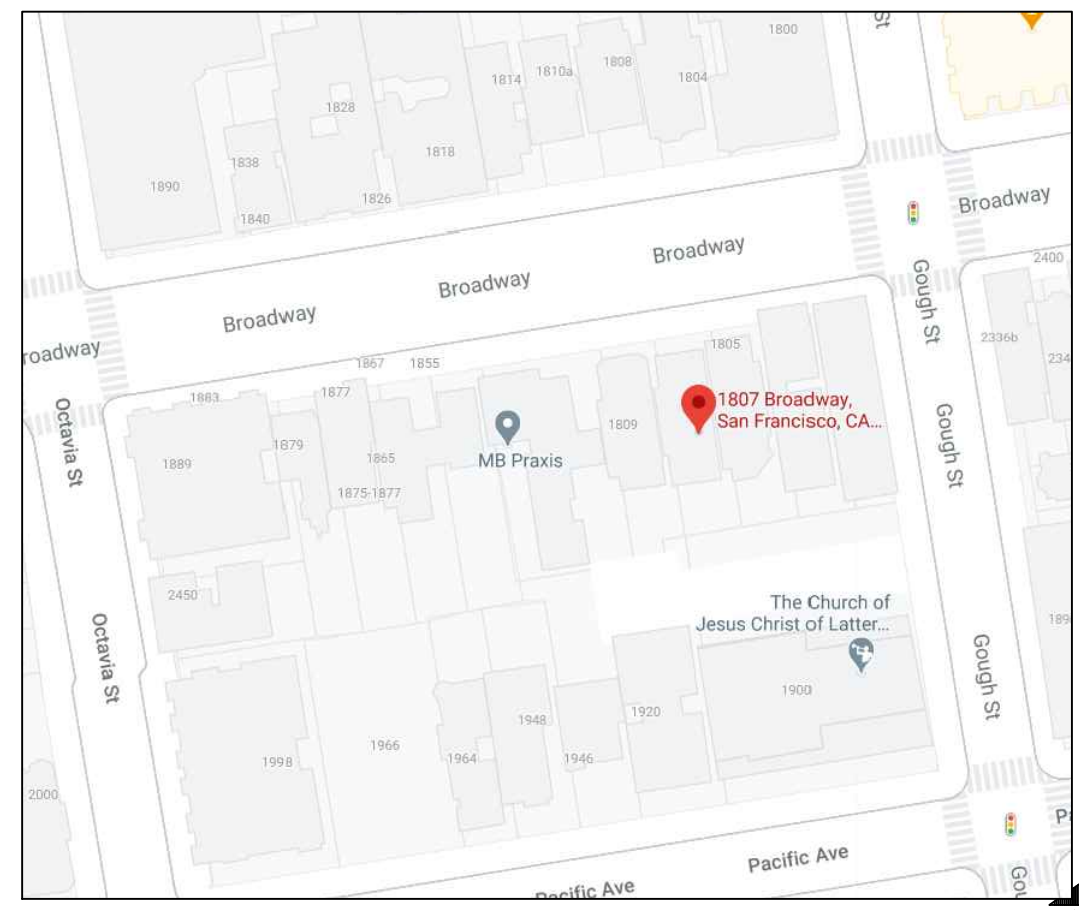 St
1800
1808
1810a
1804
1814
1828
1818
1838
1890
1826
1840
Broadway
Broadway
Broadway
Broadway
2400
Gough St
2336b
1805
1867
1855
1877
1883
1807 Broadway,
San Francisco, CA...
1809
Octavia St
Gough St
1879
1865
1889
MB Praxis
1875-1877
2450
The Church of
Jesus Christ of Latter...
Octavia St
Gough St
1900
1920
1948
1966
1964
1946
1998
2000
Pacific Ave